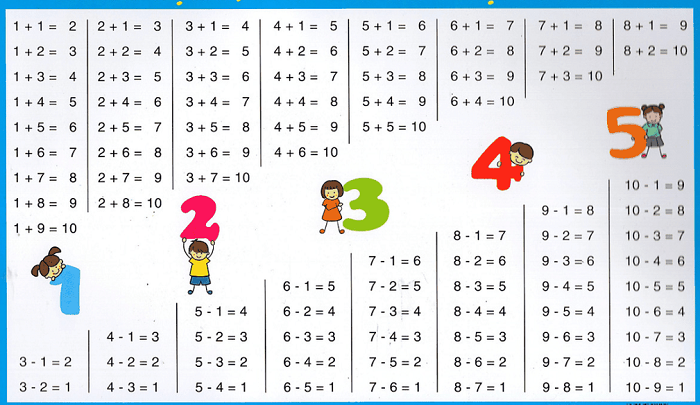 1 + 1 = 2
1 + 2 = 3
1 + 3 = 4
1 + 4 = 5
1 + 5 = 6
1 + 6 = 7
1 + 7 = 8
1 + 8 = 9
1 + 9 = 10
2 + 1 = 3
2 + 2 = 4
2 + 3 = 5
2 + 4 = 6
2 + 5 = 7
2 + 6 = 8
2 + 7 = 9
2 + 8 = 10
3 + 1 = 4
3 + 2 = 5
3 + 3 = 6
3 + 4 = 7
3 + 5 = 8
3 + 6 = 9
3 + 7 = 10
4 + 1 = 5
4 + 2 = 6
4 + 3 = 7
4 + 4 = 8
4 + 5 = 9
4 + 6 = 10
5 + 1 = 6
5 + 2 = 7
5 + 3 = 8
5 + 4 = 9
5 + 5 = 10
6 + 1 = 7
6 + 2 = 8
6 + 3 = 9
6 + 4 = 10
7 + 1 = 8
7 + 2 = 9
7 + 3 = 10
8 + 1 = 9
8 + 2 = 10
1
2
3
4
5
3 - 1 = 2
3 - 2 = 1
4 - 1 = 3
4 - 2 = 2
4 - 3 = 1
5 - 1 = 4
5 - 2 = 3
5 - 3 = 2
5 - 4 = 1
6 - 1 = 5
6 - 2 = 4
6 - 3 = 3
6 - 4 = 2
6 - 5 = 1
7 - 1 = 6
7 - 2 = 5
7 - 3 = 4
7 - 4 = 3
7 - 5 = 2
7 - 6 = 1
8 - 1 = 7
8 - 2 = 6
8 - 3 = 5
8 - 4 = 4
8 - 5 = 3
8 - 6 = 2
8 - 7 = 1
9 - 1 = 8
9 - 2 = 7
9 - 3 = 6
9 - 4 = 5
9 - 5 = 4
9 - 6 = 3
9 - 7 = 2
9 - 8 = 1
10 - 1 = 9
10 - 2 = 8
10 - 3 = 7
10 - 4 = 6
10 - 5 = 5
10 - 6 = 4
10 - 7 = 3
10 - 8 = 2
10 - 9 = 1